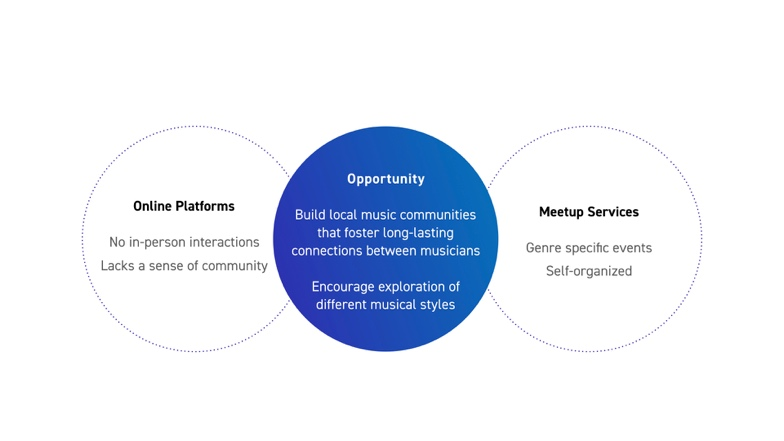 Online Platforms
No in-person interactions
Lacks a sense of community
Opportunity
Build local music communities
that foster long-lasting
connections between musicians
Encourage exploration of
different musical styles
Meetup Services
Genre specific events
Self-organized